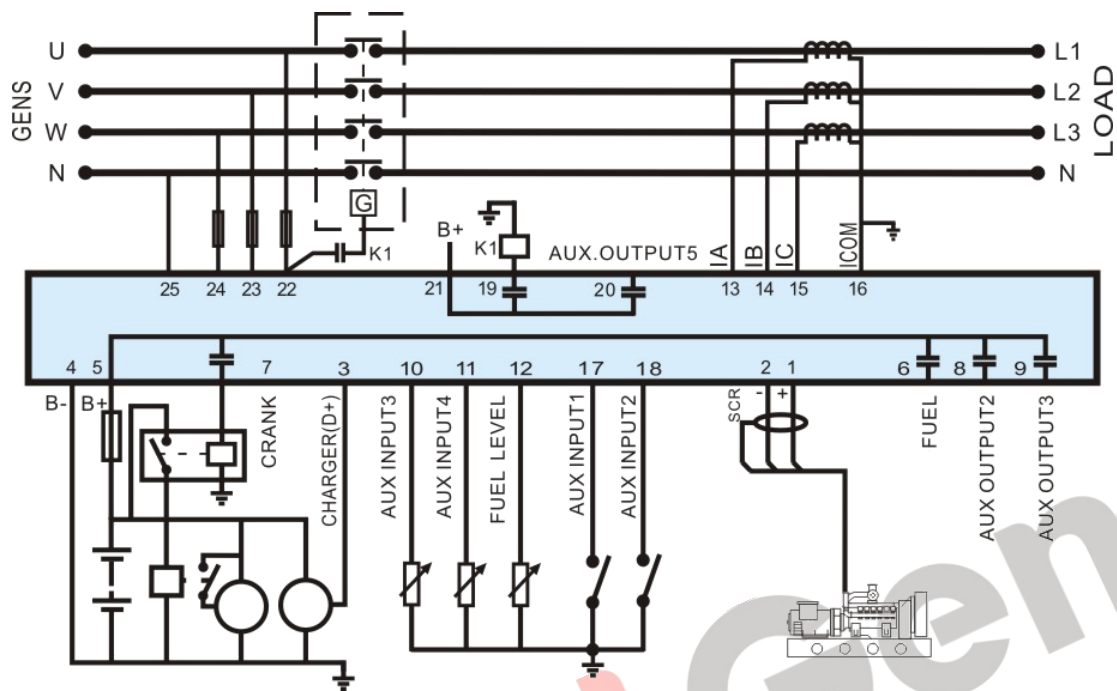 U
V
W
N
GENS
L1
L2
L3
N
LOAD
G
K1
B+
K1
AUX.OUTPUT5
IA
IB
IC
ICOM
25 24 23 22 21 19 20 13 14 15 16
4 5 7 3 10 11 12 17 18 2 1 6 8 9
B-
B+
CRANK
CHARGER(D+)
AUX INPUT3
AUX INPUT4
FUEL LEVEL
AUX INPUT1
AUX INPUT2
SCR
-
+
FUEL
AUX OUTPUT2
AUX OUTPUT3
Gen